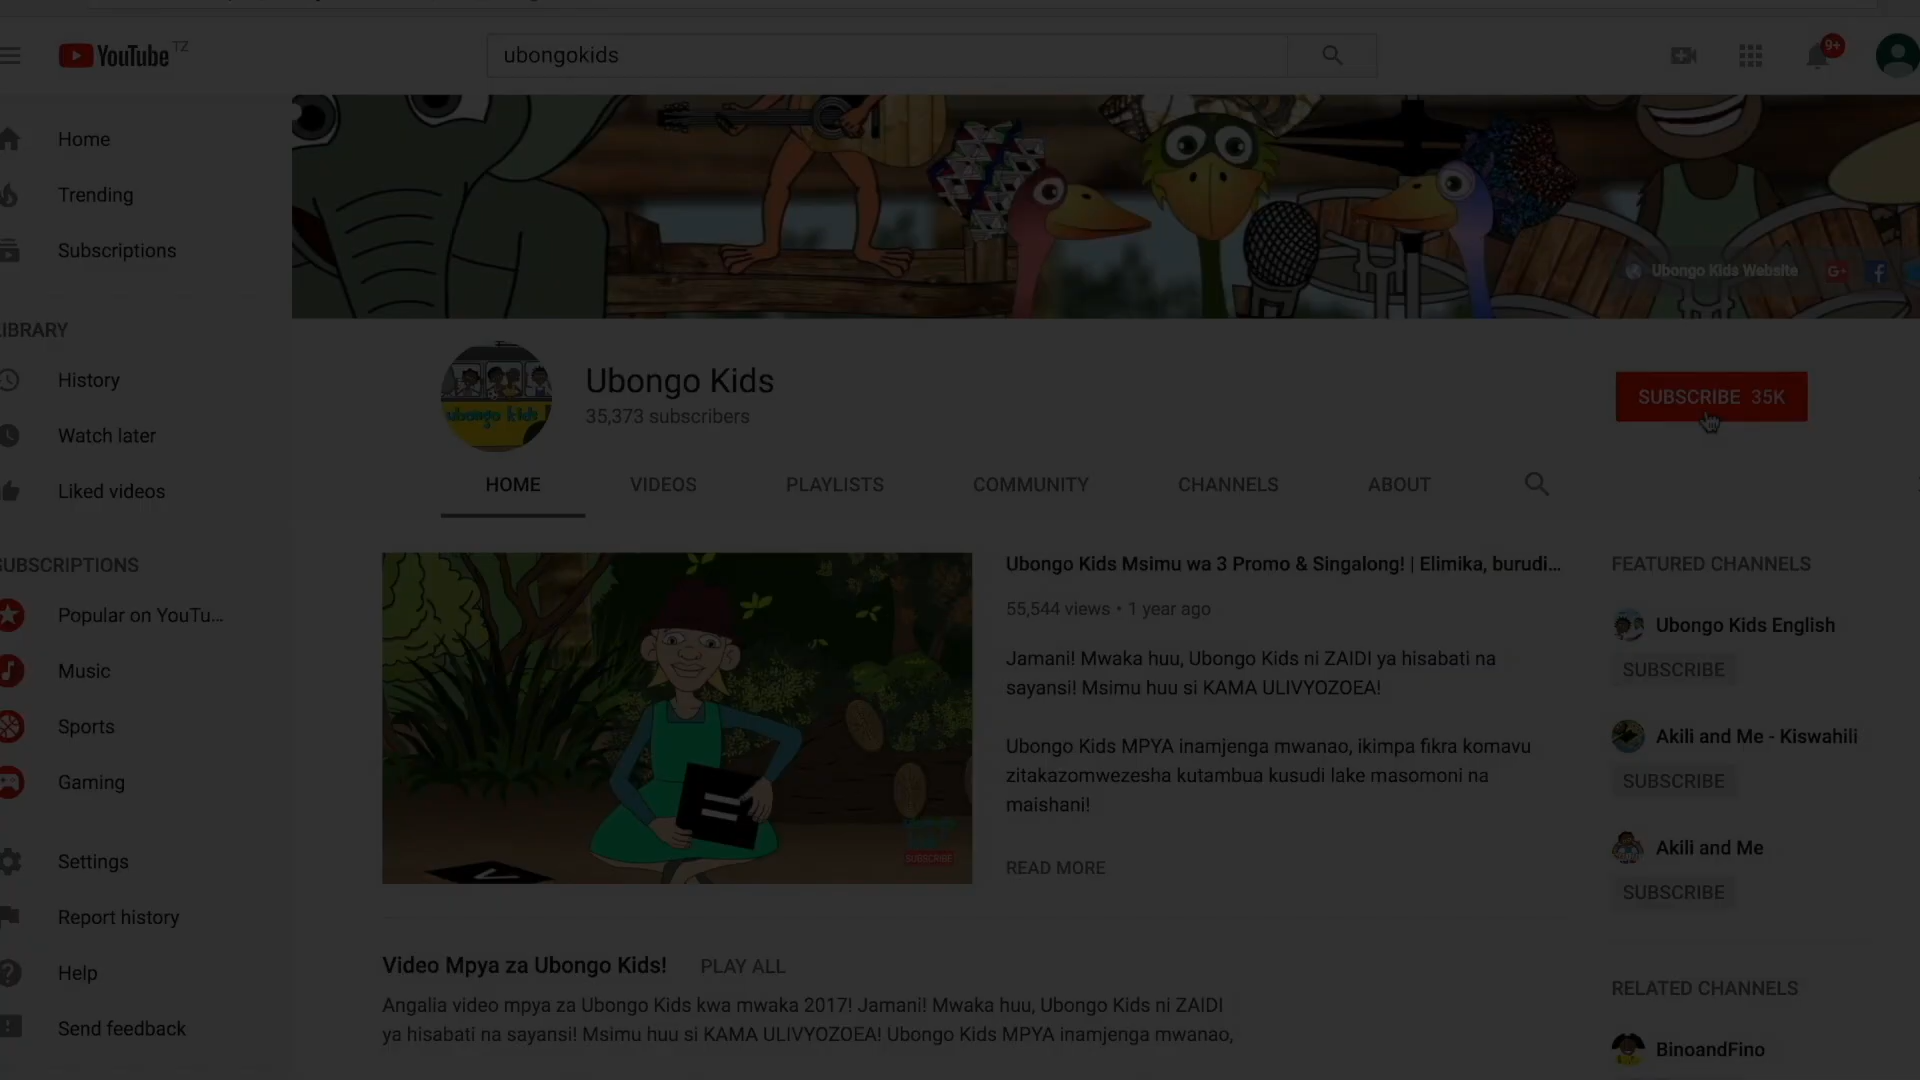 YouTube TZ
ubongokids
9+
Home
Trending
Subscriptions
LIBRARY
History
Watch later
Liked videos
SUBSCRIPTIONS
Popular on YouTu...
Music
Sports
Gaming
Settings
Report history
Help
Send feedback
Ubongo Kids Website
G+ f
ubongo kids
Ubongo Kids
35,373 subscribers
SUBSCRIBE 35K
HOME VIDEOS PLAYLISTS COMMUNITY CHANNELS ABOUT
SUBSCRIBE
Ubongo Kids Msimu wa 3 Promo & Singalong! | Elimika, burudi...
55,544 views • 1 year ago
Jamani! Mwaka huu, Ubongo Kids ni ZAIDI ya hisabati na
sayansi! Msimu huu si KAMA ULIVYOZOEA!
Ubongo Kids MPYA inamjenga mwanao, ikimpa fikra komavu
zitakazomwezesha kutambua kusudi lake masomoni na
maishani!
READ MORE
Video Mpya za Ubongo Kids! PLAY ALL
Angalia video mpya za Ubongo Kids kwa mwaka 2017! Jamani! Mwaka huu, Ubongo Kids ni ZAIDI
ya hisabati na sayansi! Msimu huu si KAMA ULIVYOZOEA! Ubongo Kids MPYA inamjenga mwanao,
FEATURED CHANNELS
Ubongo Kids English
SUBSCRIBE
Akili and Me - Kiswahili
SUBSCRIBE
Akili and Me
SUBSCRIBE
RELATED CHANNELS
BinoandFino